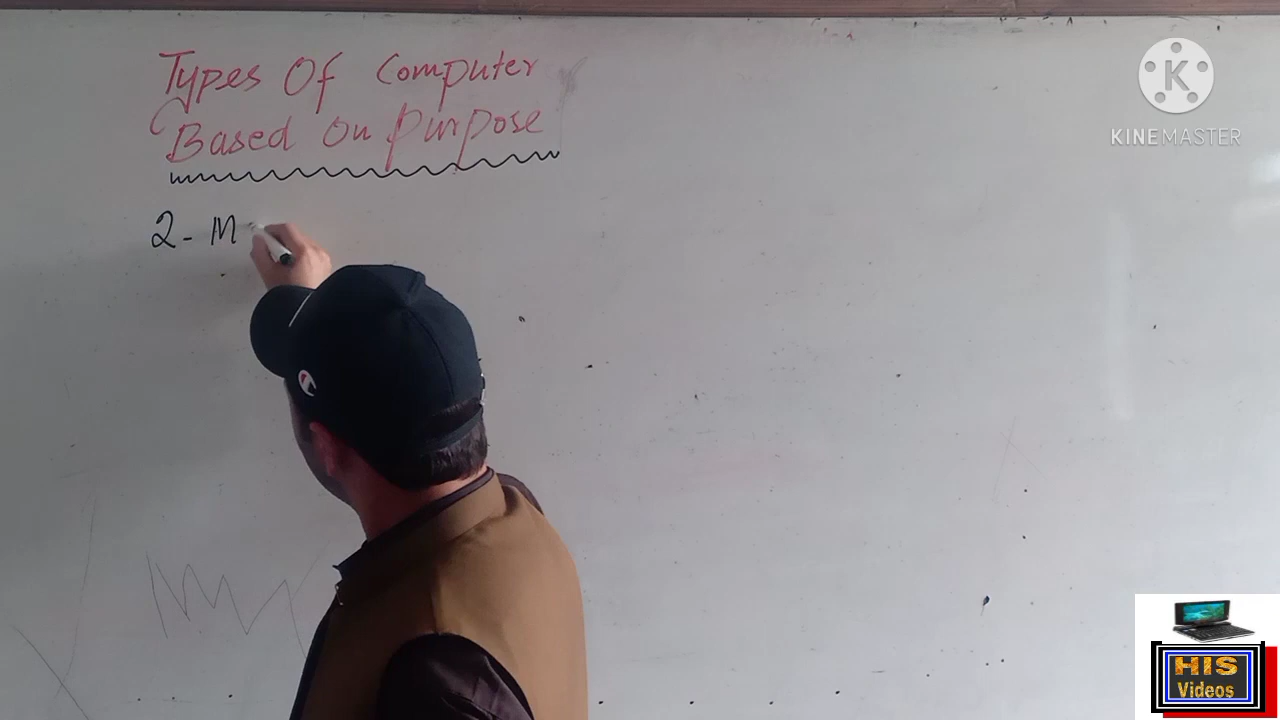 Types Of Computer
Based On Purpose
2- M
KINEMASTER
HIS
Videos